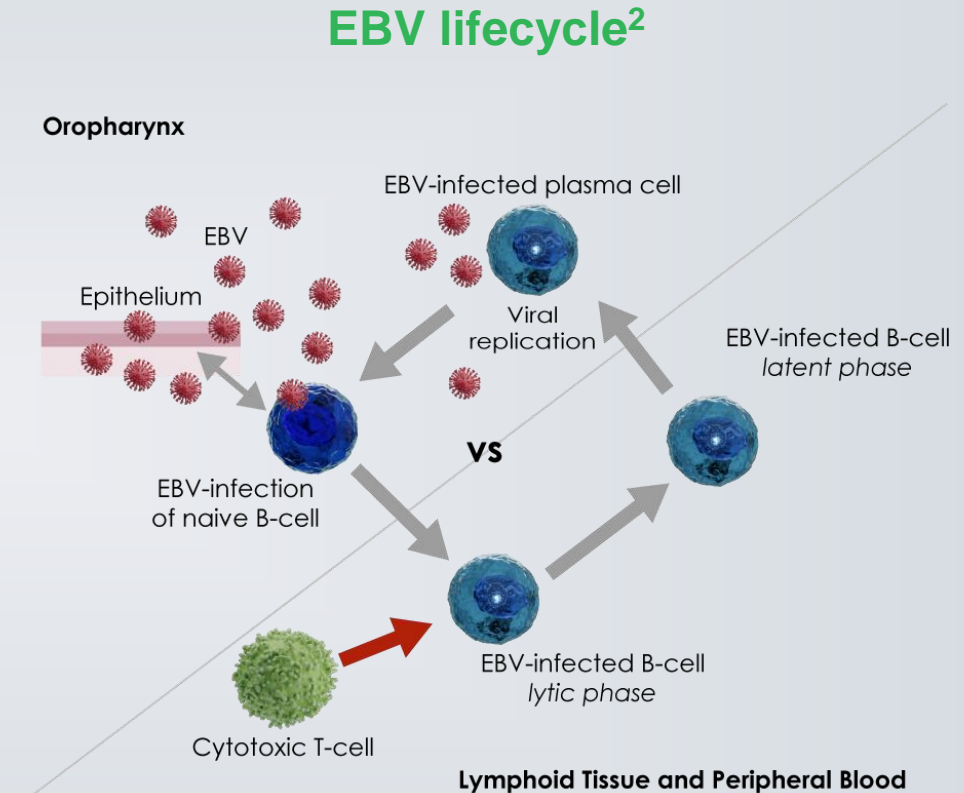 EBV lifecycle²
Oropharynx
EBV-infected plasma cell
EBV
Epithelium
Viral
replication
EBV-infected B-cell
latent phase
vs
EBV-infection
of naive B-cell
EBV-infected B-cell
lytic phase
Cytotoxic T-cell
Lymphoid Tissue and Peripheral Blood